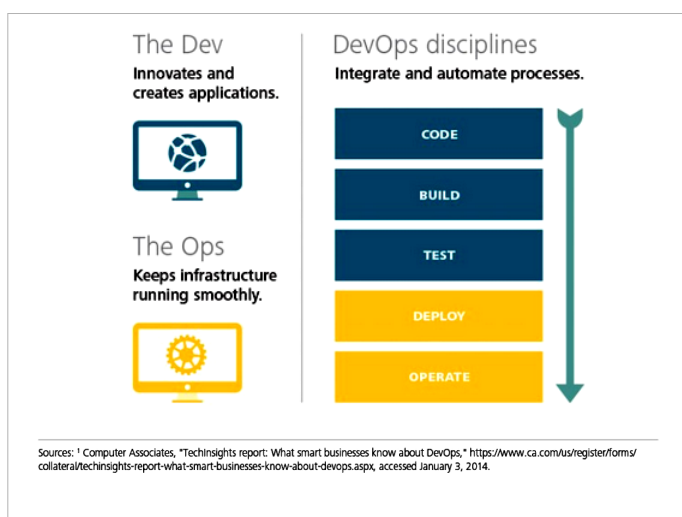 The Dev
Innovates and
creates applications.
The Ops
Keeps infrastructure
running smoothly.
DevOps disciplines
Integrate and automate processes.
CODE
BUILD
TEST
DEPLOY
OPERATE
Sources: ¹ Computer Associates, "TechInsights report: What smart businesses know about DevOps," https://www.ca.com/us/register/forms/
collateral/techinsights-report-what-smart-businesses-know-about-devops.aspx, accessed January 3, 2014.